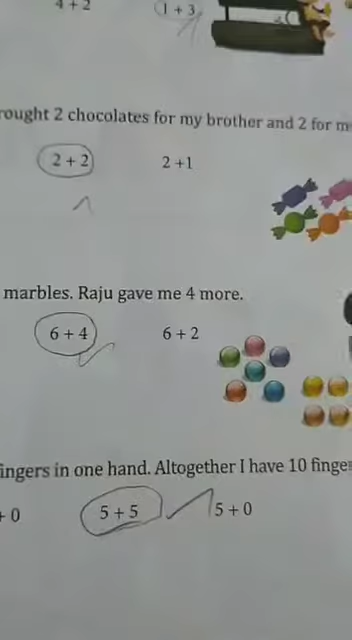 4 + 2 1 + 3
rought 2 chocolates for my brother and 2 for m
2 + 2 2 +1
marbles. Raju gave me 4 more.
6 + 4 6 + 2
ingers in one hand. Altogether I have 10 finge
+ 0 5 + 5 5 + 0